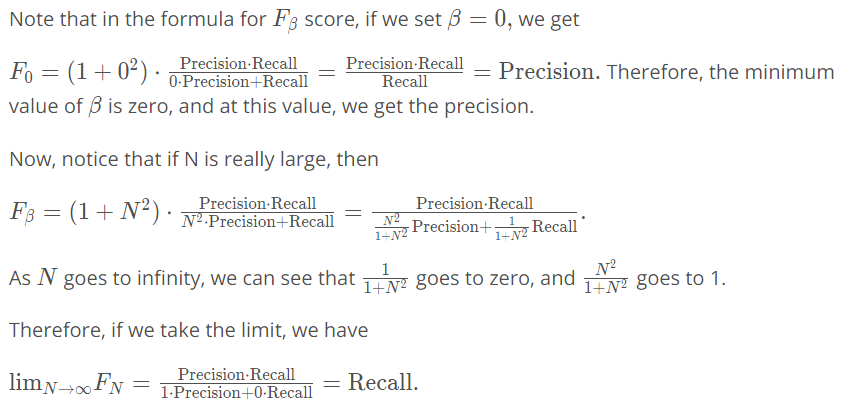 Note that in the formula for $F_\beta$ score, if we set $\beta = 0$, we get
$F_0 = (1 + 0^2) \cdot \frac{\text{Precision} \cdot \text{Recall}}{0 \cdot \text{Precision} + \text{Recall}} = \frac{\text{Precision} \cdot \text{Recall}}{\text{Recall}} = \text{Precision}$. Therefore, the minimum
value of $\beta$ is zero, and at this value, we get the precision.
Now, notice that if N is really large, then
$F_\beta = (1 + N^2) \cdot \frac{\text{Precision} \cdot \text{Recall}}{N^2 \cdot \text{Precision} + \text{Recall}} = \frac{\text{Precision} \cdot \text{Recall}}{\frac{N^2}{1+N^2} \text{Precision} + \frac{1}{1+N^2} \text{Recall}}$.
As $N$ goes to infinity, we can see that $\frac{1}{1+N^2}$ goes to zero, and $\frac{N^2}{1+N^2}$ goes to 1.
Therefore, if we take the limit, we have
$\lim_{N \to \infty} F_N = \frac{\text{Precision} \cdot \text{Recall}}{1 \cdot \text{Precision} + 0 \cdot \text{Recall}} = \text{Recall}.$